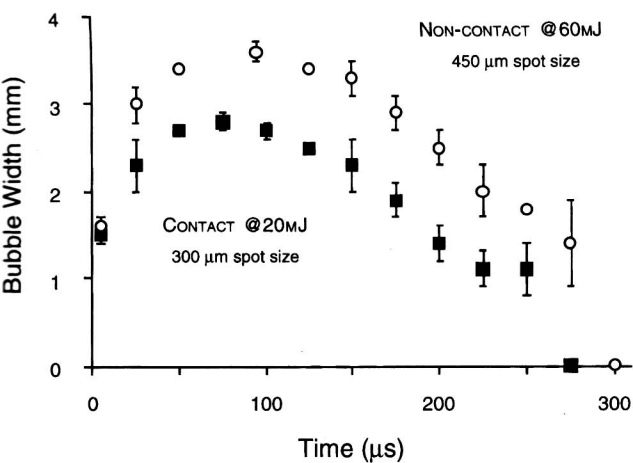 4
3
2
1
0
Bubble Width (mm)
NON-CONTACT @60MJ
450 µm spot size
CONTACT @20MJ
300 µm spot size
0 100 200 300
Time (µs)